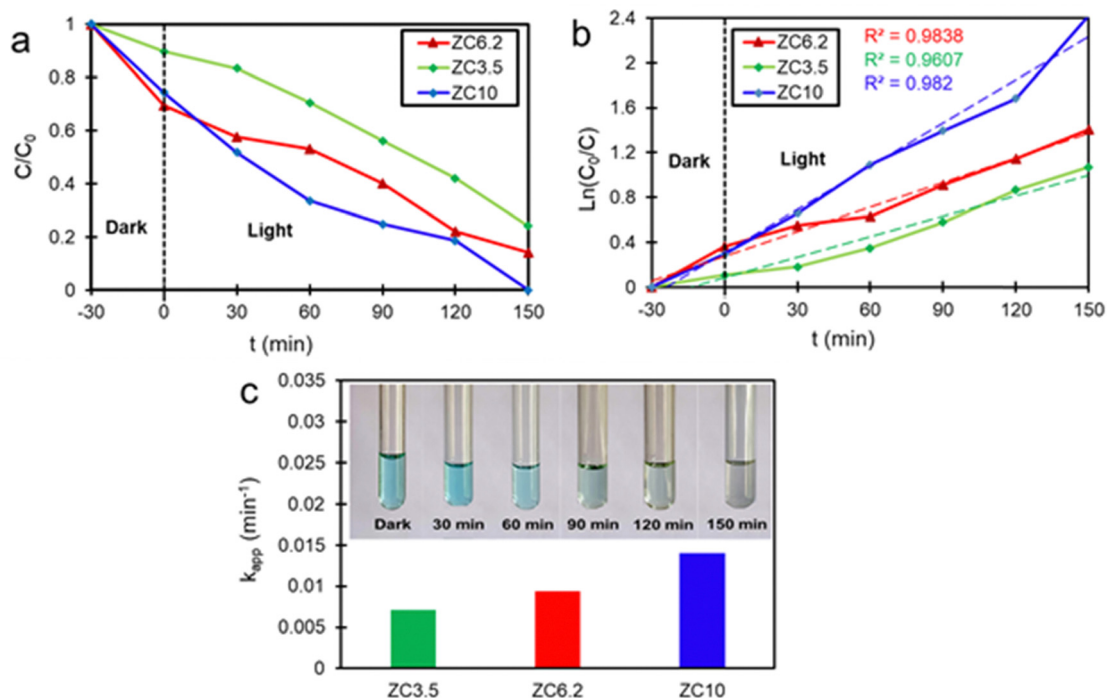 a
1
0.8
0.6
0.4
0.2
0
C/C0
ZC6.2
ZC3.5
ZC10
Dark
Light
-30 0 30 60 90 120 150
t (min)
b
2.4
2.0
1.6
1.2
0.8
0.4
0.0
Ln(C0/C)
ZC6.2
ZC3.5
ZC10
R² = 0.9838
R² = 0.9607
R² = 0.982
Dark
Light
-30 0 30 60 90 120 150
t (min)
c
0.035
0.03
0.025
0.02
0.015
0.01
0.005
0
kapp (min-1)
Dark 30 min 60 min 90 min 120 min 150 min
ZC3.5 ZC6.2 ZC10